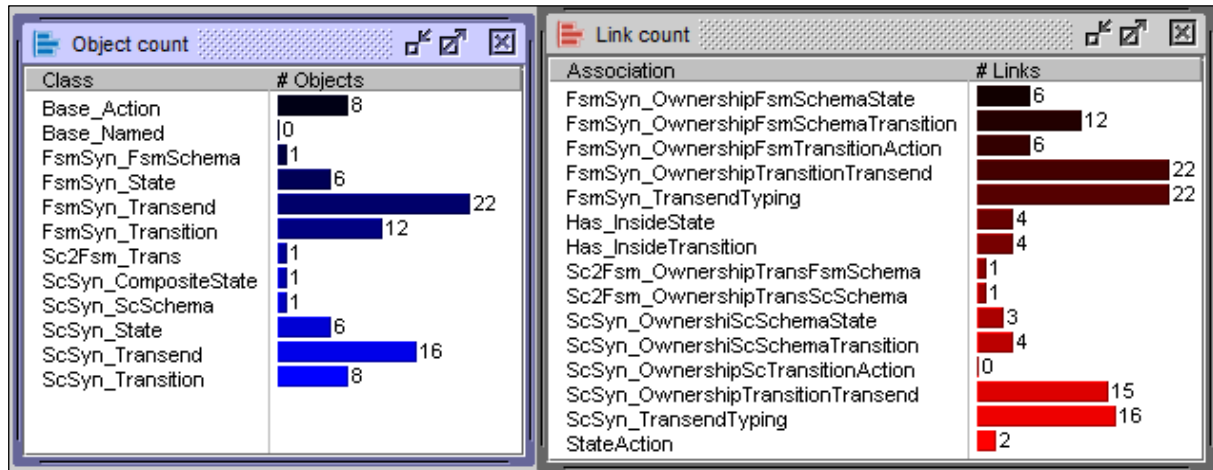 Object count
Class # Objects
Base_Action 8
Base_Named 0
FsmSyn_FsmSchema 1
FsmSyn_State 6
FsmSyn_Transend 22
FsmSyn_Transition 12
Sc2Fsm_Trans 1
ScSyn_CompositeState 1
ScSyn_ScSchema 1
ScSyn_State 6
ScSyn_Transend 16
ScSyn_Transition 8
Link count
Association # Links
FsmSyn_OwnershipFsmSchemaState 6
FsmSyn_OwnershipFsmSchemaTransition 12
FsmSyn_OwnershipFsmTransitionAction 6
FsmSyn_OwnershipTransitionTransend 22
FsmSyn_TransendTyping 22
Has_InsideState 4
Has_InsideTransition 4
Sc2Fsm_OwnershipTransFsmSchema 1
Sc2Fsm_OwnershipTransScSchema 1
ScSyn_OwnershiScSchemaState 3
ScSyn_OwnershiScSchemaTransition 4
ScSyn_OwnershipScTransitionAction 0
ScSyn_OwnershipTransitionTransend 15
ScSyn_TransendTyping 16
StateAction 2